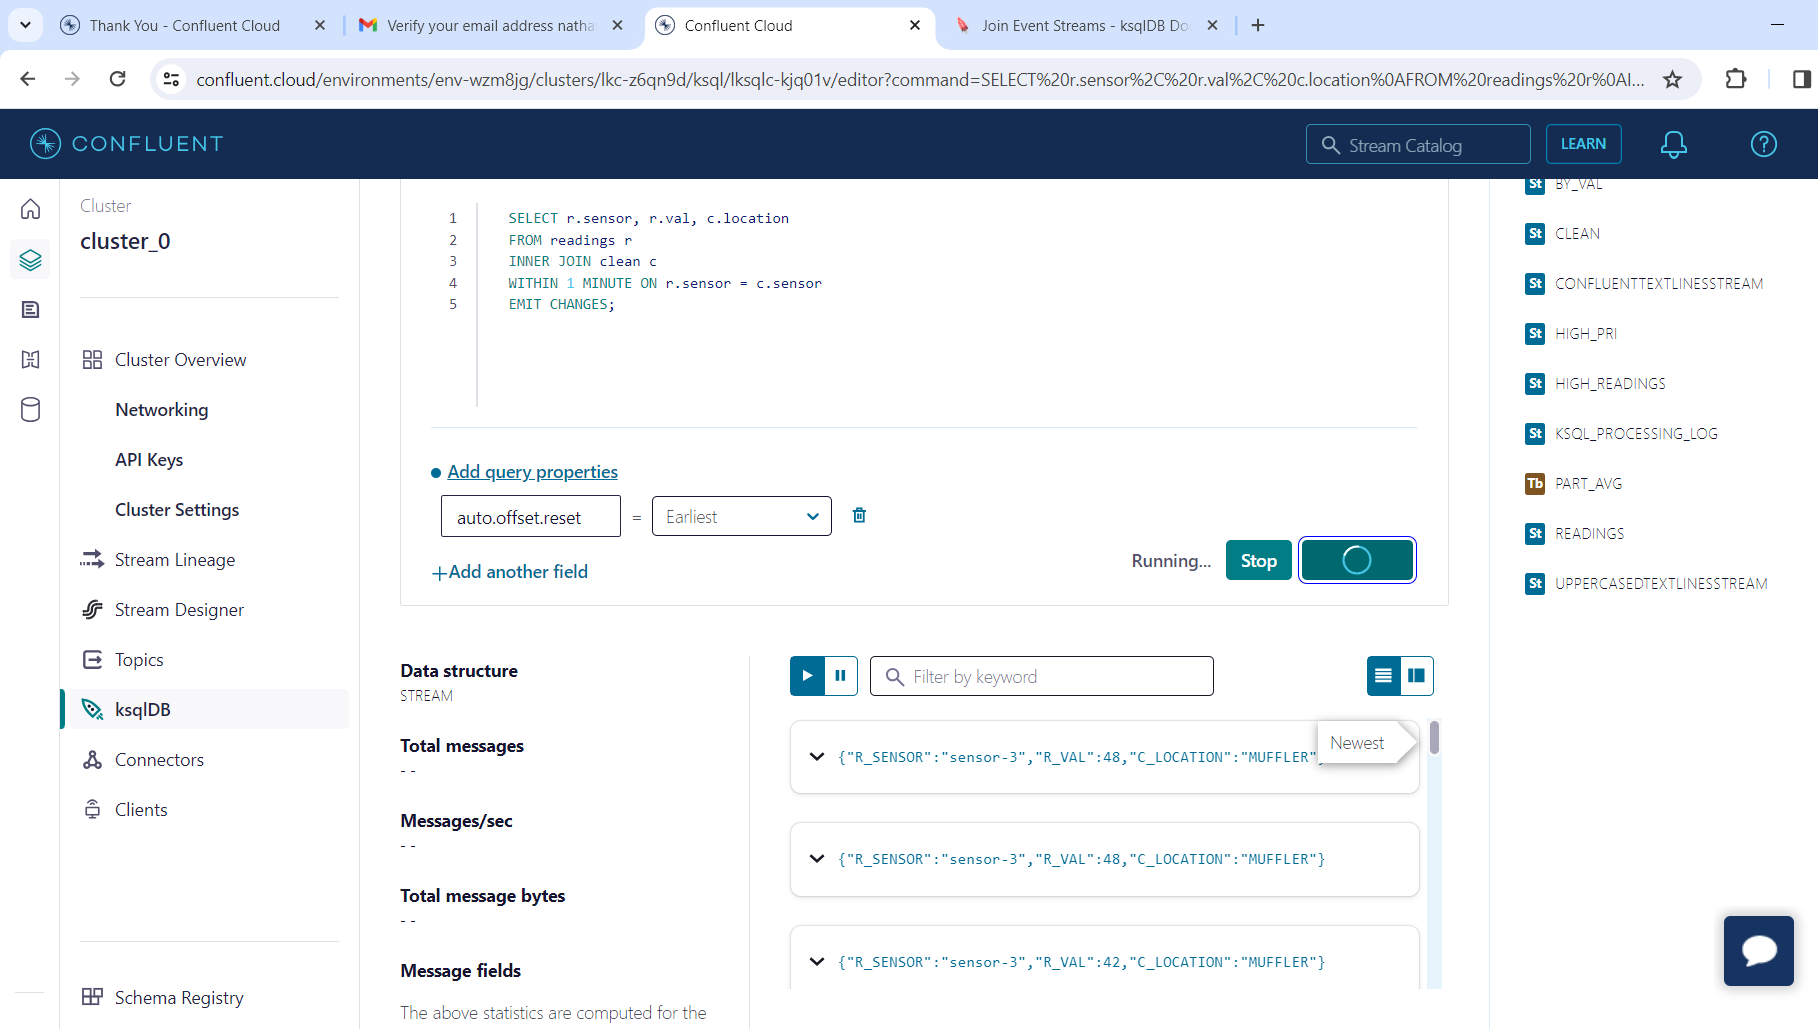 Thank You - Confluent Cloud
Verify your email address natha
Confluent Cloud
Join Event Streams - ksqlDB Do
confluent.cloud/environments/env-wzm8jg/clusters/lkc-z6qn9d/ksql/lksqlc-kjq01v/editor?command=SELECT%20r.sensor%2C%20r.val%2C%20c.location%0AFROM%20readings%20r%0AI...
CONFLUENT
Stream Catalog
LEARN
Cluster
cluster_0
Cluster Overview
Networking
API Keys
Cluster Settings
Stream Lineage
Stream Designer
Topics
ksqlDB
Connectors
Clients
Schema Registry
1 SELECT r.sensor, r.val, c.location
2 FROM readings r
3 INNER JOIN clean c
4 WITHIN 1 MINUTE ON r.sensor = c.sensor
5 EMIT CHANGES;
Add query properties
auto.offset.reset = Earliest
+Add another field
Running... Stop
Data structure
STREAM
Total messages
--
Messages/sec
--
Total message bytes
--
Message fields
The above statistics are computed for the
Filter by keyword
Newest
{"R_SENSOR":"sensor-3","R_VAL":48,"C_LOCATION":"MUFFLER"}
{"R_SENSOR":"sensor-3","R_VAL":48,"C_LOCATION":"MUFFLER"}
{"R_SENSOR":"sensor-3","R_VAL":42,"C_LOCATION":"MUFFLER"}
St BY_VAL
St CLEAN
St CONFLUENTTEXTLINESSTREAM
St HIGH_PRI
St HIGH_READINGS
St KSQL_PROCESSING_LOG
Tb PART_AVG
St READINGS
St UPPERCASEDTEXTLINESSTREAM